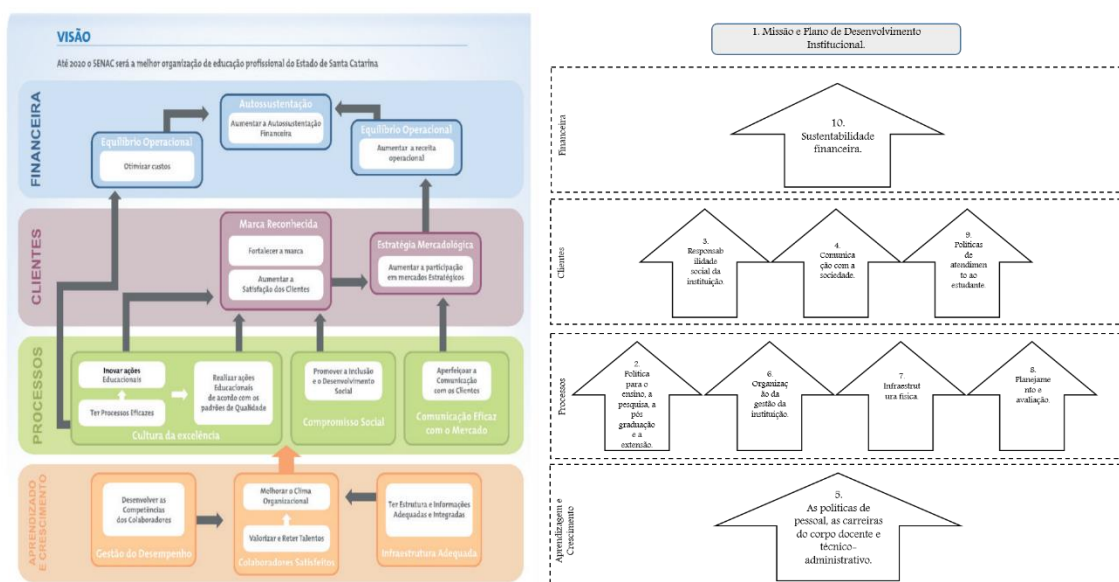 VISÃO
Até 2020 o SENAC será a melhor organização de educação profissional do Estado de Santa Catarina
FINANCEIRA
Autossustentação
Aumentar a Autossustentação
Financeira
Equilíbrio Operacional
Otimizar custos
Equilíbrio Operacional
Aumentar a receita
operacional
CLIENTES
Marca Reconhecida
Fortalecer a marca
Aumentar a
Satisfação dos Clientes
Estratégia Mercadológica
Aumentar a participação
em mercados Estratégicos
PROCESSOS
Inovar ações
Educacionais
Ter Processos Eficazes
Realizar ações
Educacionais
de acordo com os
padrões de Qualidade
Cultura da excelência
Promover a Inclusão
e o Desenvolvimento
Social
Compromisso Social
Aperfeiçoar a
Comunicação
com os Clientes
Comunicação Eficaz
com o Mercado
APRENDIZADO
E CRESCIMENTO
Desenvolver as
Competências
dos Colaboradores
Gestão do Desempenho
Melhorar o Clima
Organizacional
Valorizar e Reter Talentos
Colaboradores Satisfeitos
Ter Estrutura e Informações
Adequadas e Integradas
Infraestrutura Adequada
1. Missão e Plano de Desenvolvimento
Institucional.
Financeira
10.
Sustentabilidade
financeira.
Clientes
3.
Responsab
ilidade
social da
instituição.
4.
Comunica
ção com a
sociedade.
9.
Políticas
de
atendimen
to ao
estudante.
Processos
2.
Política
para o
ensino, a
pesquisa, a
pós
graduação
e a
extensão.
6.
Organizaç
ão da
gestão da
instituição.
7.
Infraestrut
ura física.
8.
Planejame
nto e
avaliação.
Aprendizagem e
Crescimento
5.
As políticas de
pessoal, as carreiras
do corpo docente e
técnico-
administrativo.